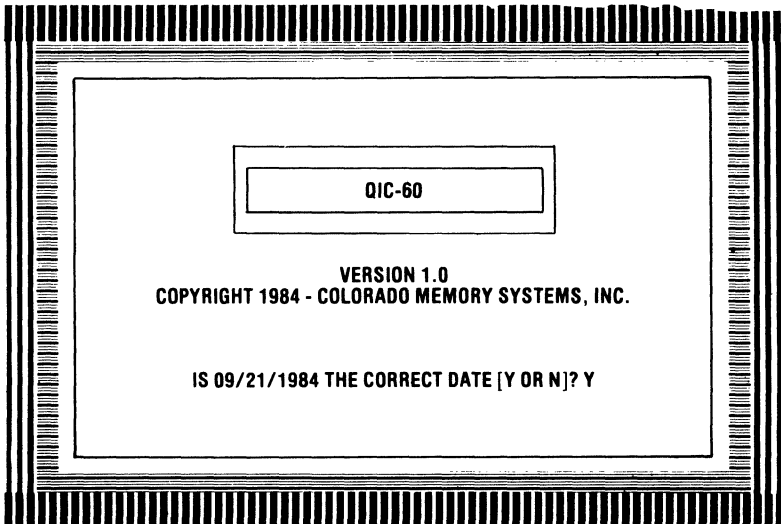 QIC-60
VERSION 1.0
COPYRIGHT 1984 - COLORADO MEMORY SYSTEMS, INC.
IS 09/21/1984 THE CORRECT DATE [Y OR N]? Y